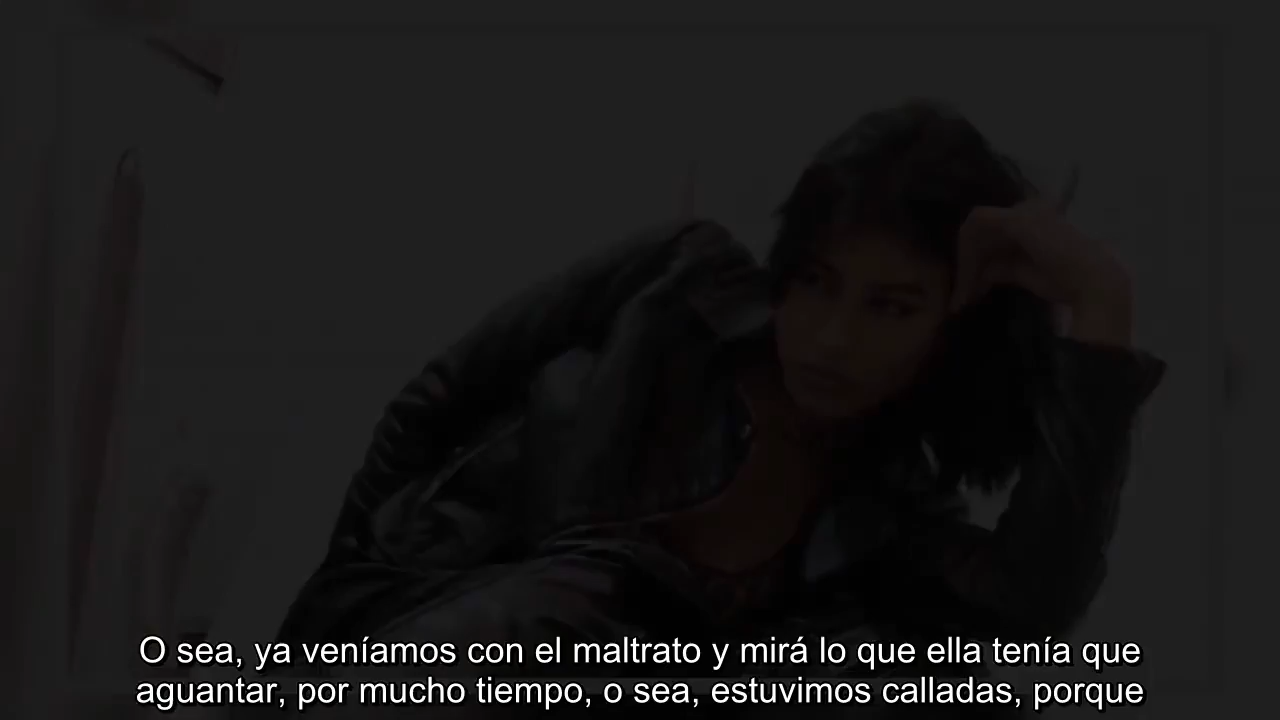 O sea, ya veníamos con el maltrato y mirá lo que ella tenía que
aguantar, por mucho tiempo, o sea, estuvimos calladas, porque